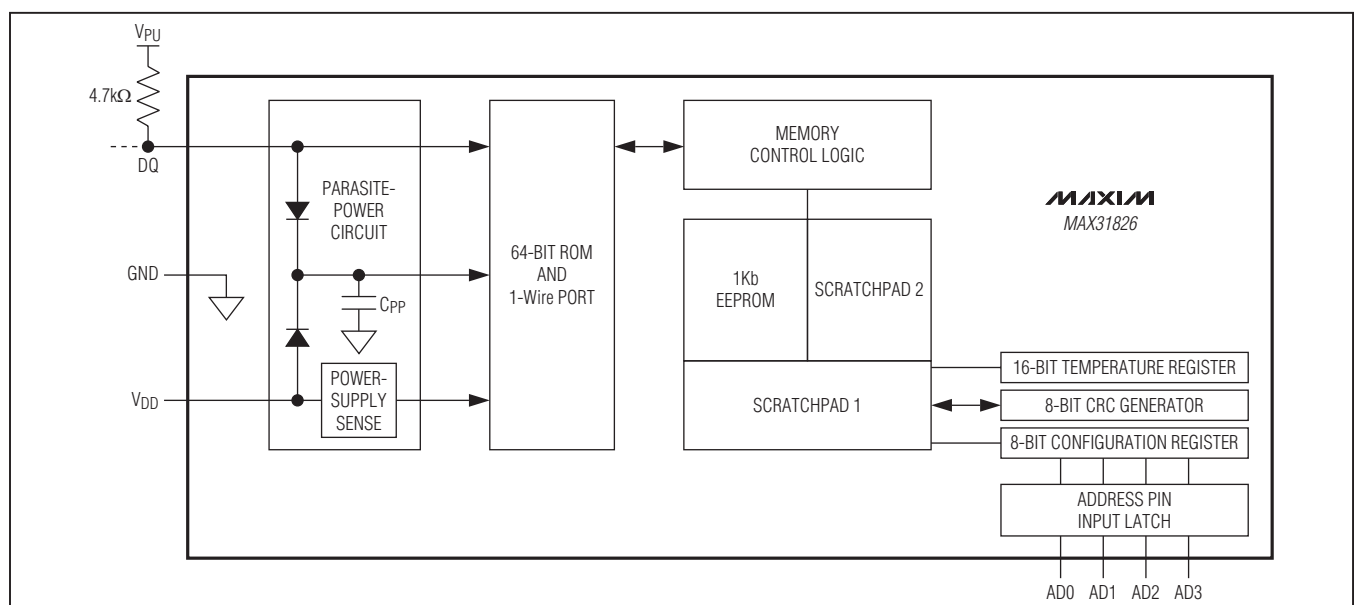 VPU
4.7kΩ
DQ
GND
VDD
PARASITE-
POWER
CIRCUIT
CPP
POWER-
SUPPLY
SENSE
64-BIT ROM
AND
1-Wire PORT
MEMORY
CONTROL LOGIC
1Kb
EEPROM
SCRATCHPAD 2
SCRATCHPAD 1
MAXIM
MAX31826
16-BIT TEMPERATURE REGISTER
8-BIT CRC GENERATOR
8-BIT CONFIGURATION REGISTER
ADDRESS PIN
INPUT LATCH
AD0 AD1 AD2 AD3